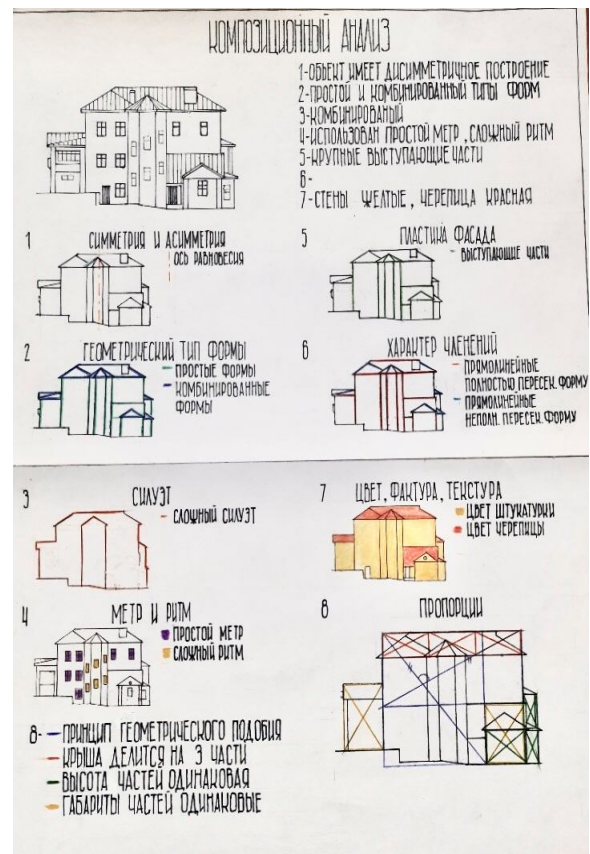 КОМПОЗИЦИОННЫЙ АНАЛИЗ
1-ОБЪЕКТ ИМЕЕТ ДИСИММЕТРИЧНОЕ ПОСТРОЕНИЕ
2-ПРОСТОЙ И КОМБИНИРОВАННЫЙ ТИПЫ ФОРМ
3-КОМБИНИРОВАНЫЙ
4-ИСПОЛЬЗОВАН ПРОСТОЙ МЕТР, СЛОЖНЫЙ РИТМ
5-КРУПНЫЕ ВЫСТУПАЮЩИЕ ЧАСТИ
6-
7-СТЕНЫ ЖЕЛТЫЕ, ЧЕРЕПИЦА КРАСНАЯ
1 СИММЕТРИЯ И АСИММЕТРИЯ
ОСЬ РАВНОВЕСИЯ
5 ПЛАСТИКА ФАСАДА
- ВЫСТУПАЮЩИЕ ЧАСТИ
2 ГЕОМЕТРИЧЕСКИЙ ТИП ФОРМЫ
- ПРОСТЫЕ ФОРМЫ
- КОМБИНИРОВАННЫЕ
ФОРМЫ
6 ХАРАКТЕР ЧЛЕНЕНИЙ
- ПРЯМОЛИНЕЙНЫЕ
ПОЛНОСТЬЮ ПЕРЕСЕК. ФОРМУ
- ПРЯМОЛИНЕЙНЫЕ
НЕПОЛН. ПЕРЕСЕК. ФОРМУ
3 СИЛУЭТ
- СЛОЖНЫЙ СИЛУЭТ
7 ЦВЕТ, ФАКТУРА, ТЕКСТУРА
ЦВЕТ ШТУКАТУРКИ
ЦВЕТ ЧЕРЕПИЦЫ
4 МЕТР И РИТМ
ПРОСТОЙ МЕТР
СЛОЖНЫЙ РИТМ
8 ПРОПОРЦИИ
8- — ПРИНЦИП ГЕОМЕТРИЧЕСКОГО ПОДОБИЯ
- КРЫША ДЕЛИТСЯ НА 3 ЧАСТИ
- ВЫСОТА ЧАСТЕЙ ОДИНАКОВАЯ
- ГАБАРИТЫ ЧАСТЕЙ ОДИНАКОВЫЕ